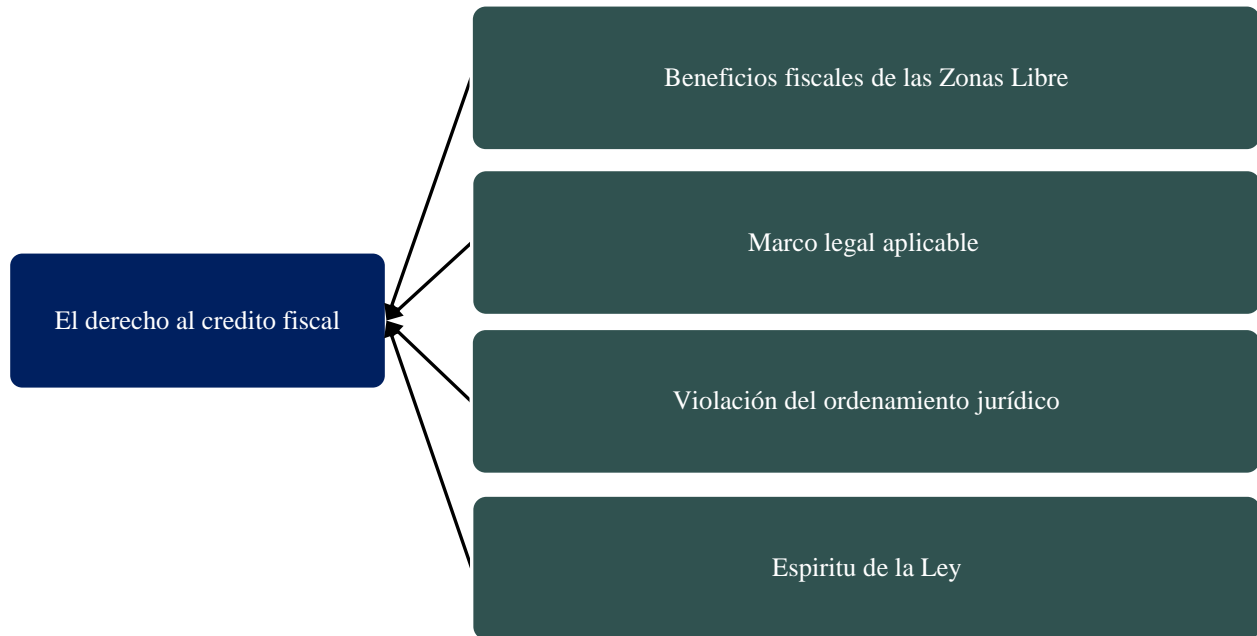 Beneficios fiscales de las Zonas Libre
Marco legal aplicable
El derecho al credito fiscal
Violación del ordenamiento jurídico
Espiritu de la Ley